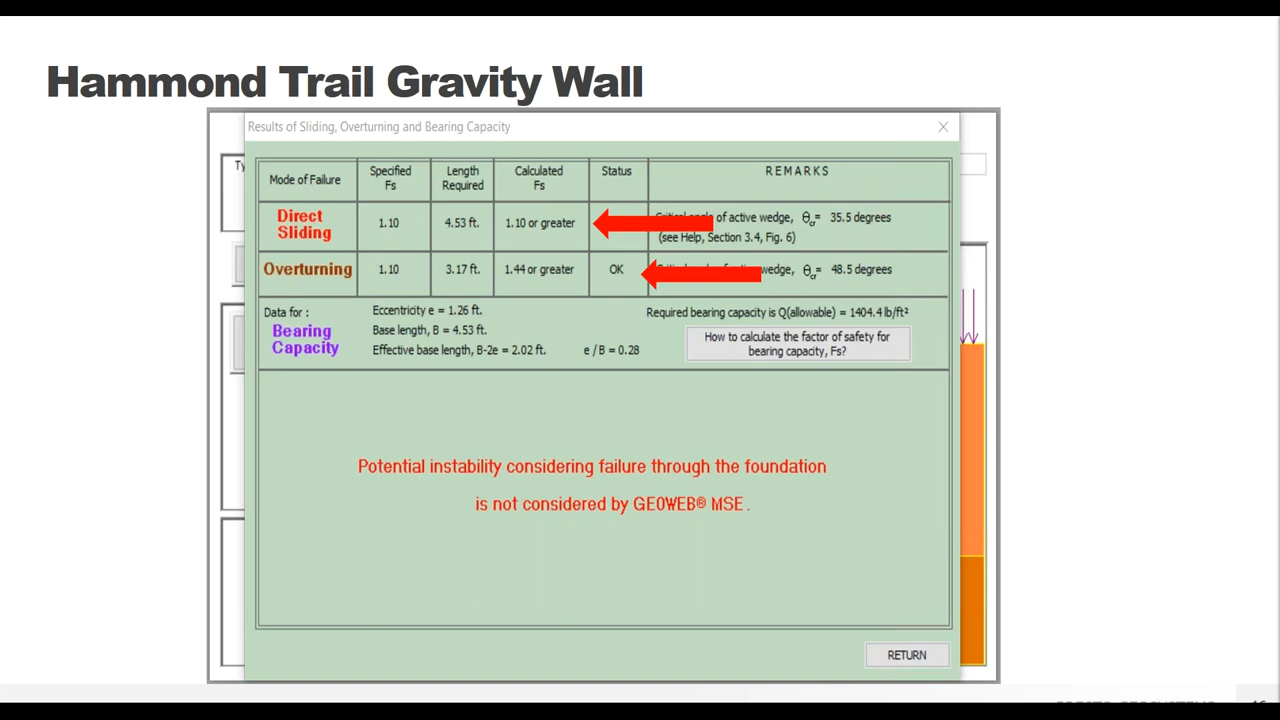 Hammond Trail Gravity Wall
Results of Sliding, Overturning and Bearing Capacity
Ty
Mode of Failure
Specified Fs
Length Required
Calculated Fs
Status
REMARKS
Direct Sliding
1.10
4.53 ft.
1.10 or greater
of active wedge, θcr= 35.5 degrees
(see Help, Section 3.4, Fig. 6)
Overturning
1.10
3.17 ft.
1.44 or greater
OK
wedge, θcr= 48.5 degrees
Data for :
Bearing Capacity
Eccentricity e = 1.26 ft.
Base length, B = 4.53 ft.
Effective base length, B-2e = 2.02 ft. e / B = 0.28
Required bearing capacity is Q(allowable) = 1404.4 lb/ft²
How to calculate the factor of safety for
bearing capacity, Fs?
Potential instability considering failure through the foundation
is not considered by GEOWEB® MSE .
RETURN